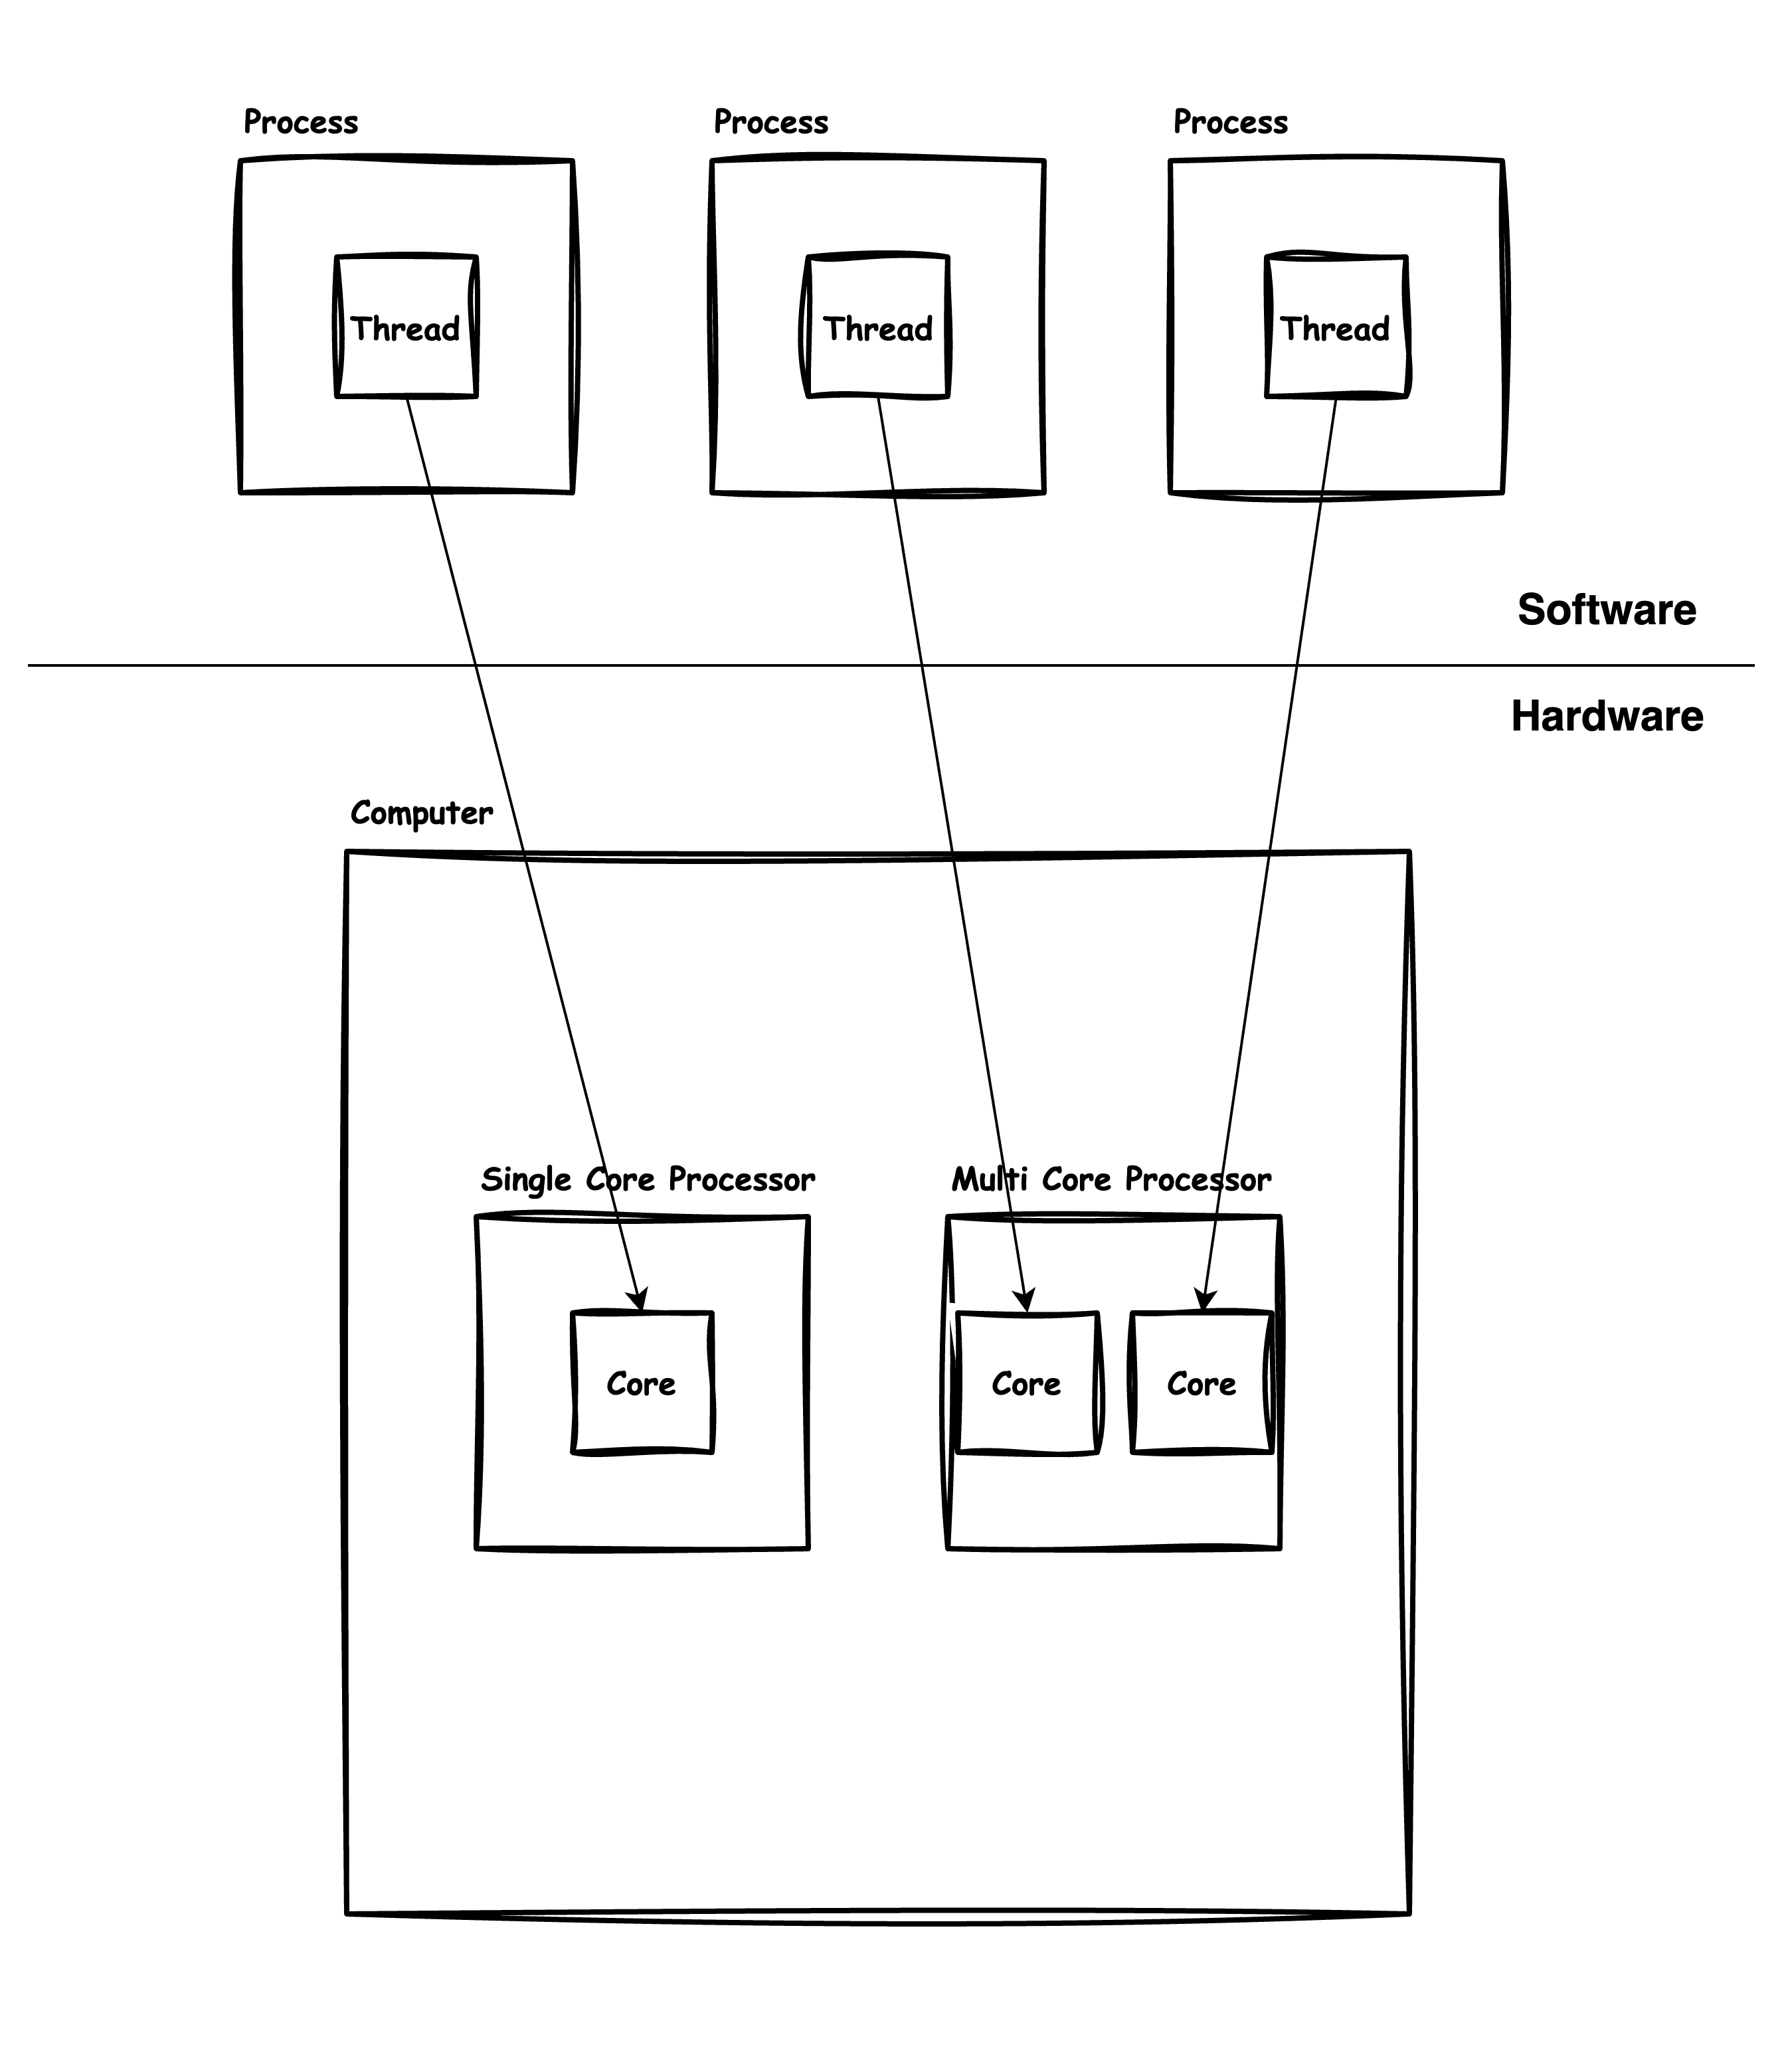 Process
Process
Process
Thread
Thread
Thread
Software
Hardware
Computer
Single Core Processor
Multi Core Processor
Core
Core
Core